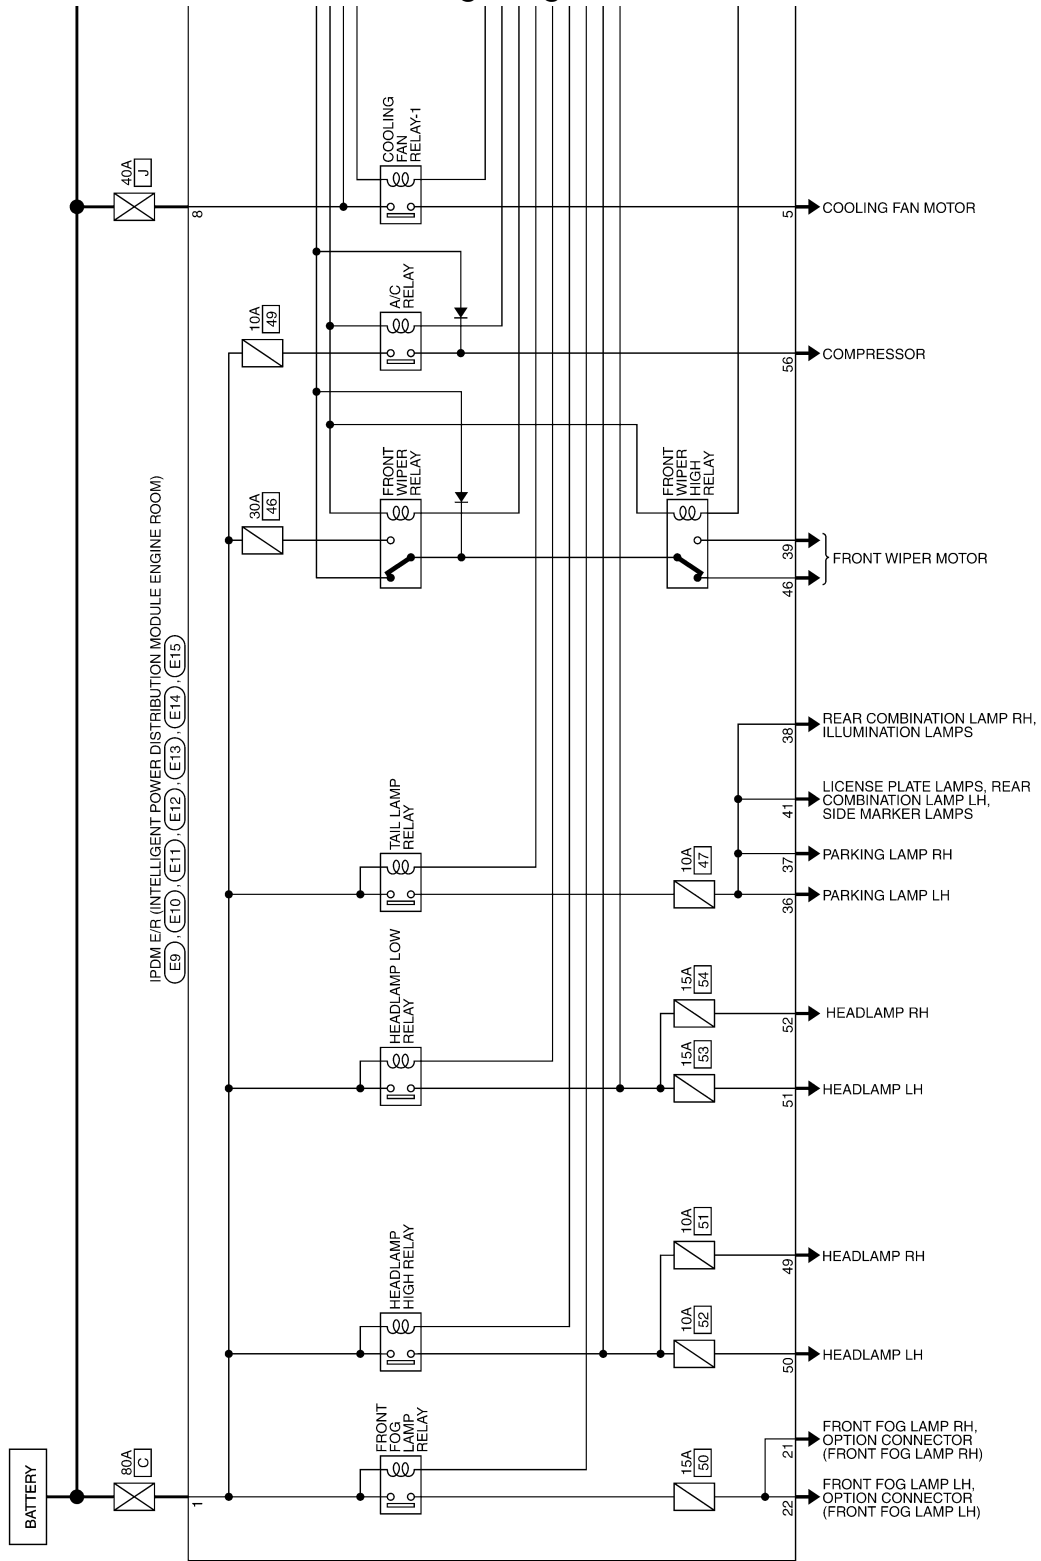 COOLING
FAN
RELAY-1
40A
J
8
5
COOLING FAN MOTOR
A/C
RELAY
10A
49
56
COMPRESSOR
FRONT
WIPER
RELAY
FRONT
WIPER
HIGH
RELAY
30A
46
39
46
FRONT WIPER MOTOR
IPDM E/R (INTELLIGENT POWER DISTRIBUTION MODULE ENGINE ROOM)
E9 , E10 , E11 , E12 , E13 , E14 , E15
38
REAR COMBINATION LAMP RH,
ILLUMINATION LAMPS
41
LICENSE PLATE LAMPS, REAR
COMBINATION LAMP LH,
SIDE MARKER LAMPS
TAIL LAMP
RELAY
10A
47
37
PARKING LAMP RH
36
PARKING LAMP LH
HEADLAMP LOW
RELAY
15A
54
52
HEADLAMP RH
15A
53
51
HEADLAMP LH
HEADLAMP
HIGH RELAY
10A
51
49
HEADLAMP RH
10A
52
50
HEADLAMP LH
FRONT
FOG
LAMP
RELAY
BATTERY
80A
C
1
15A
50
21
FRONT FOG LAMP RH,
OPTION CONNECTOR
(FRONT FOG LAMP RH)
22
FRONT FOG LAMP LH,
OPTION CONNECTOR
(FRONT FOG LAMP LH)